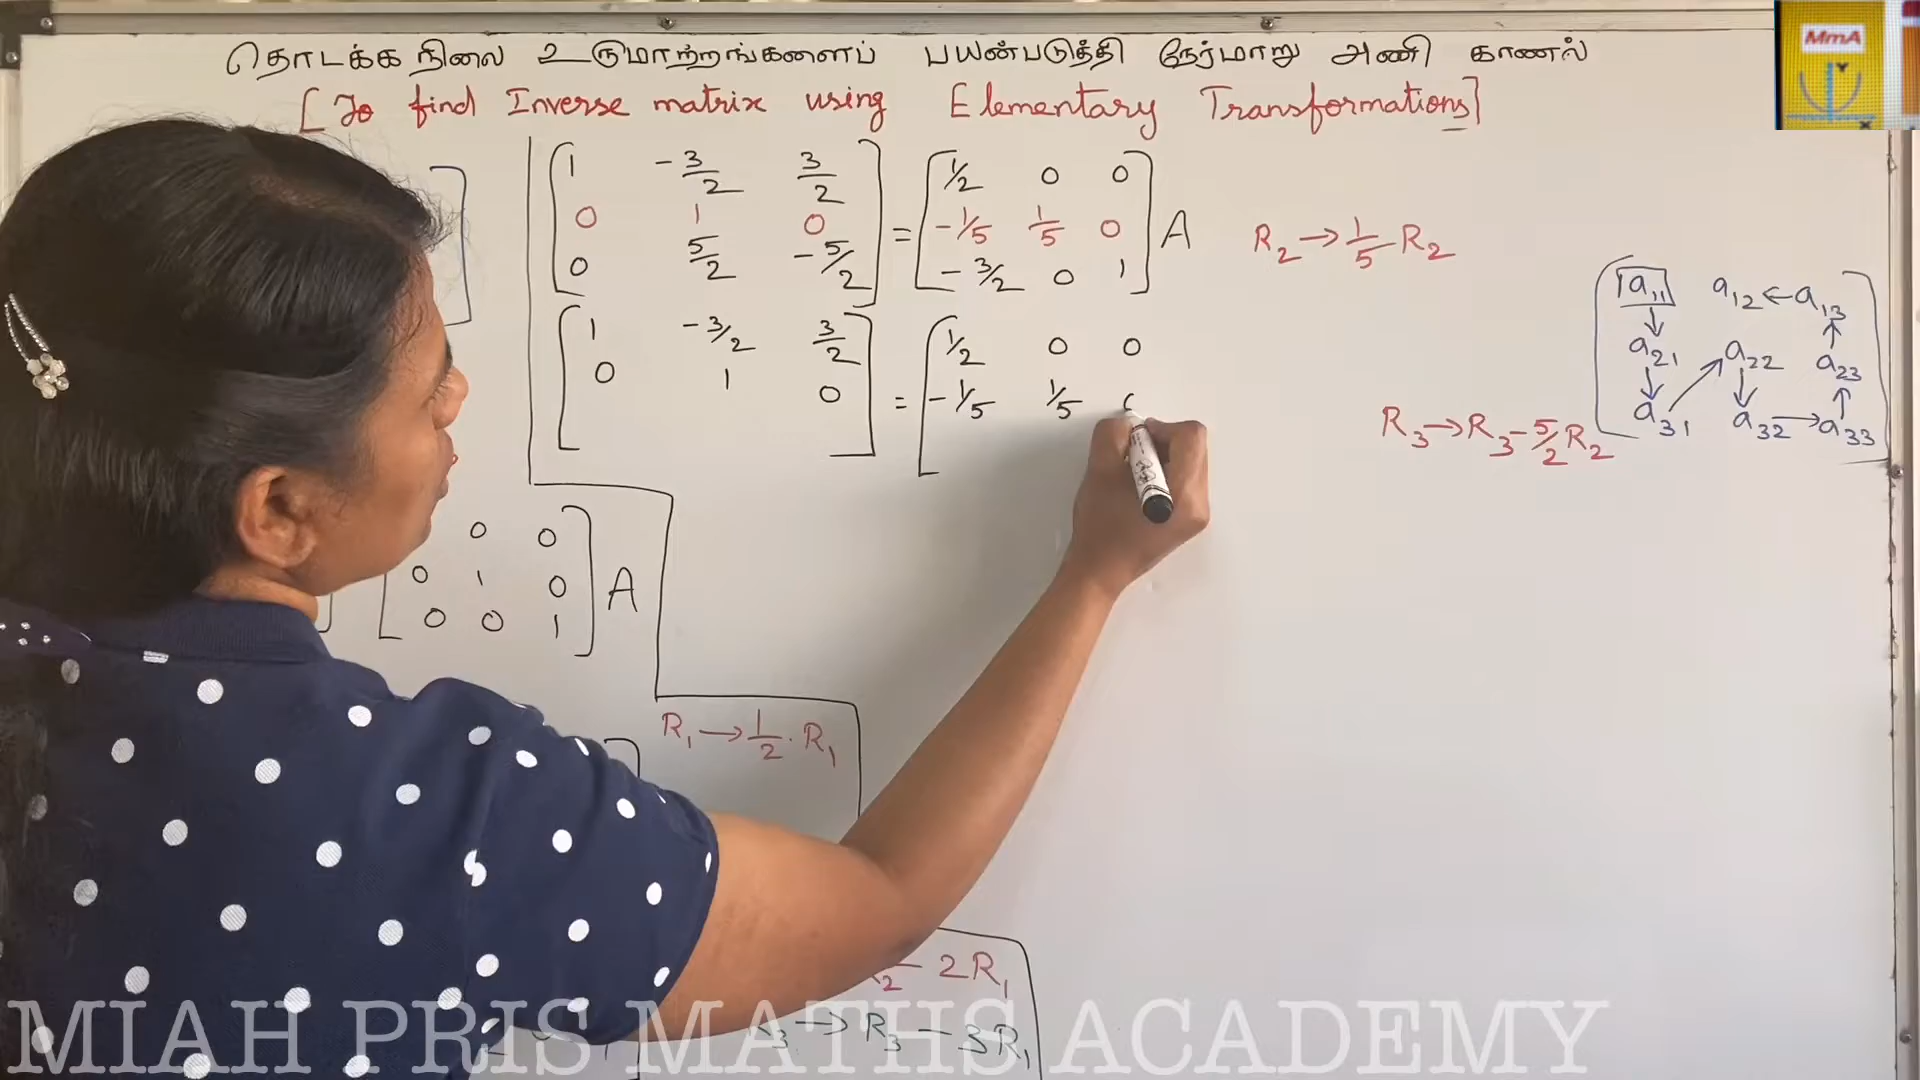 தொடக்க நிலை உருமாற்றங்களைப் பயன்படுத்தி நேர்மாறு அணி காணல்
[To find Inverse matrix using Elementary Transformations]
MmA
Y
X
1 -3/2 3/2
0 1 0
0 5/2 -5/2
=
1/2 0 0
-1/5 1/5 0
-3/2 0 1
A
R2→1/5 R2
1 -3/2 3/2
0 1 0
=
1/2 0 0
-1/5 1/5
R3→R3-5/2 R2
a11 a12←a13
a21 a22 a23
a31 a32→a33
0 0
0 1 0
0 0 1
A
R1→1/2 . R1
R2 - 2R1
R3→R3-3R1
MIAH PRIS MATHS ACADEMY